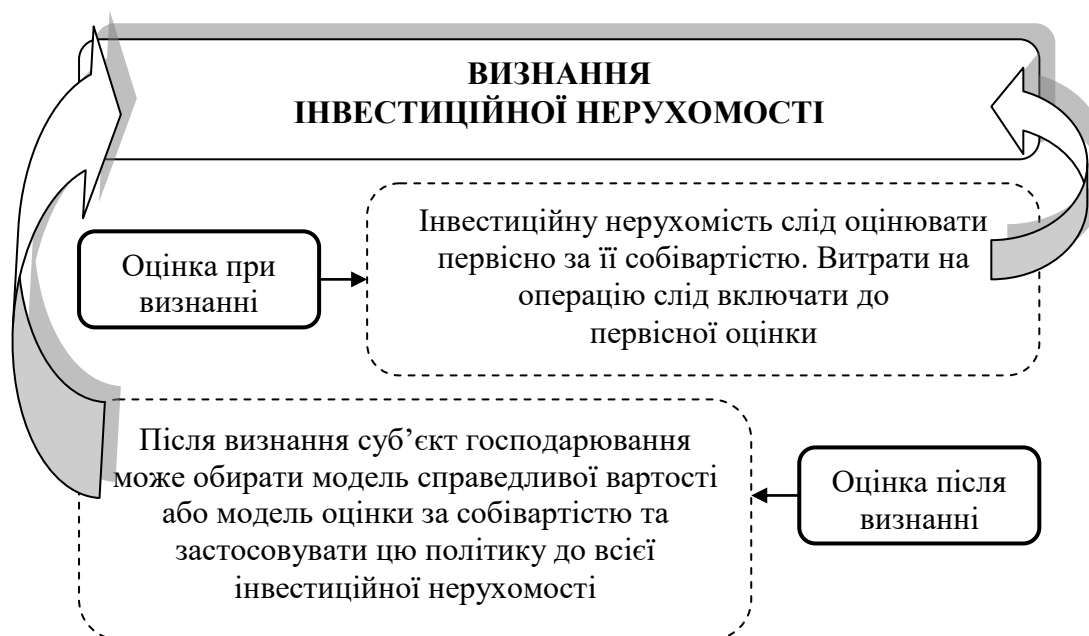 ВИЗНАННЯ
ІНВЕСТИЦІЙНОЇ НЕРУХОМОСТІ
Оцінка при
визнанні
Інвестиційну нерухомість слід оцінювати
первісно за її собівартістю. Витрати на
операцію слід включати до
первісної оцінки
Після визнання суб’єкт господарювання
може обирати модель справедливої вартості
або модель оцінки за собівартістю та
застосовувати цю політику до всієї
інвестиційної нерухомості
Оцінка після
визнанні